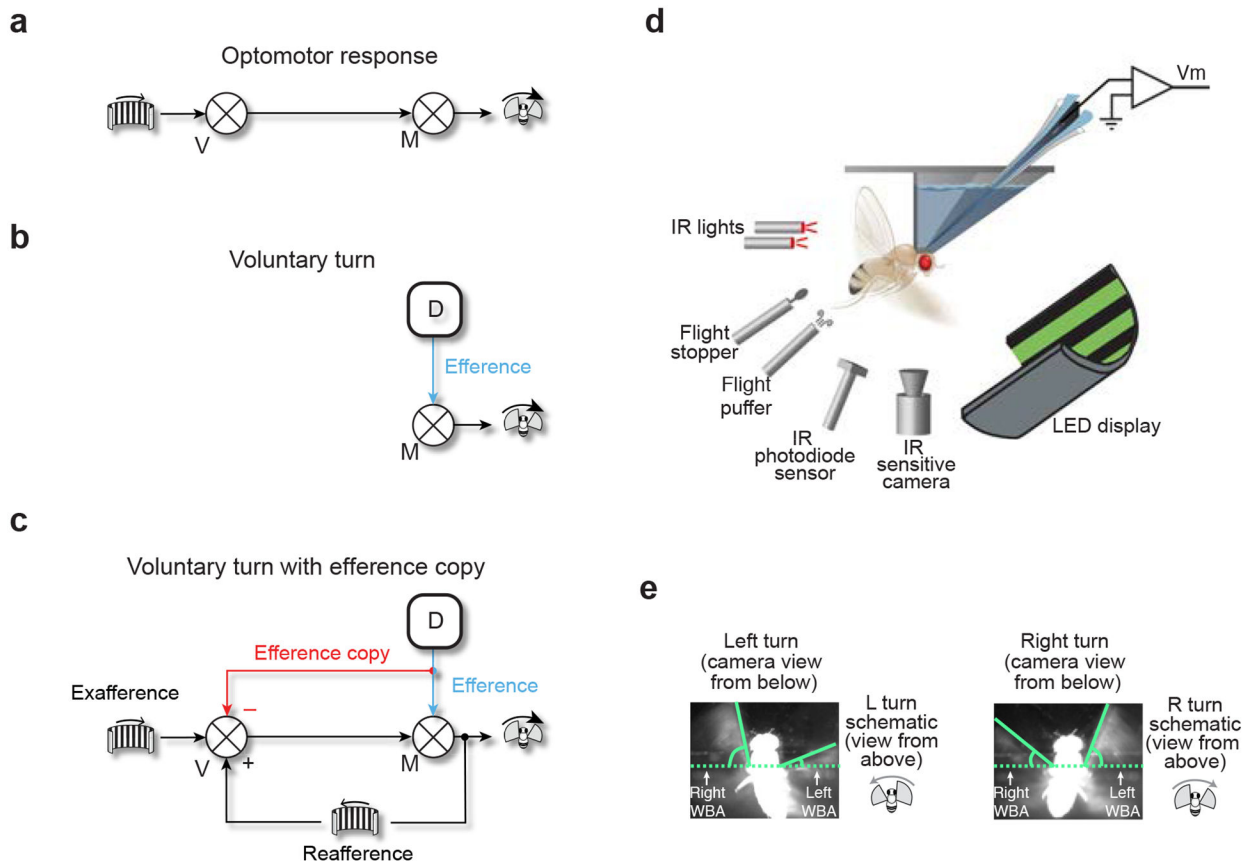 a
Optomotor response
V
M
b
Voluntary turn
D
Efference
M
c
Voluntary turn with efference copy
D
Efference copy
Exafference
Efference
−
V
+
M
Reafference
d
Vm
IR lights
Flight
stopper
Flight
puffer
IR
photodiode
sensor
IR
sensitive
camera
LED display
e
Left turn
(camera view
from below)
L turn
schematic
(view from
above)
Right
WBA
Left
WBA
Right turn
(camera view
from below)
R turn
schematic
(view from
above)
Right
WBA
Left
WBA